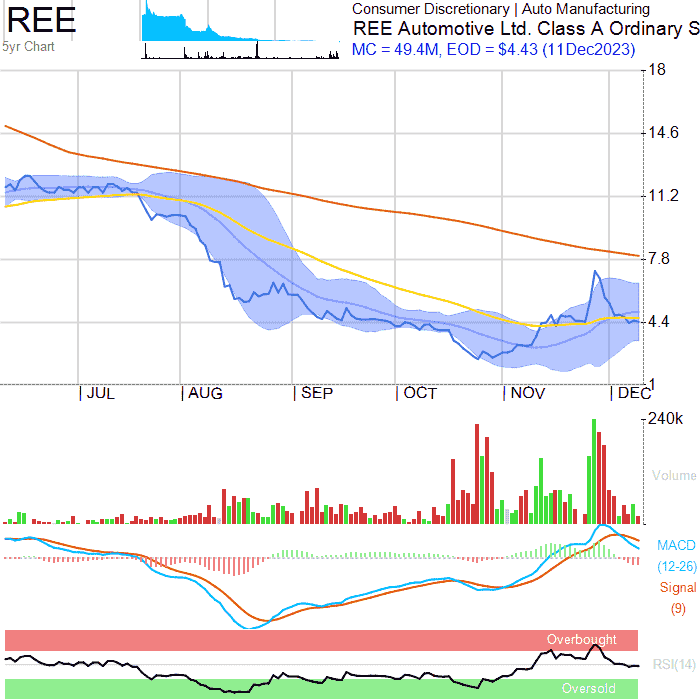 REE
5yr Chart
Consumer Discretionary | Auto Manufacturing
REE Automotive Ltd. Class A Ordinary S
MC = 49.4M, EOD = $4.43 (11Dec2023)
18
14.6
11.2
7.8
4.4
1
JUL AUG SEP OCT NOV DEC
240k
Volume
MACD
(12-26)
Signal
(9)
Overbought
RSI(14)
Oversold